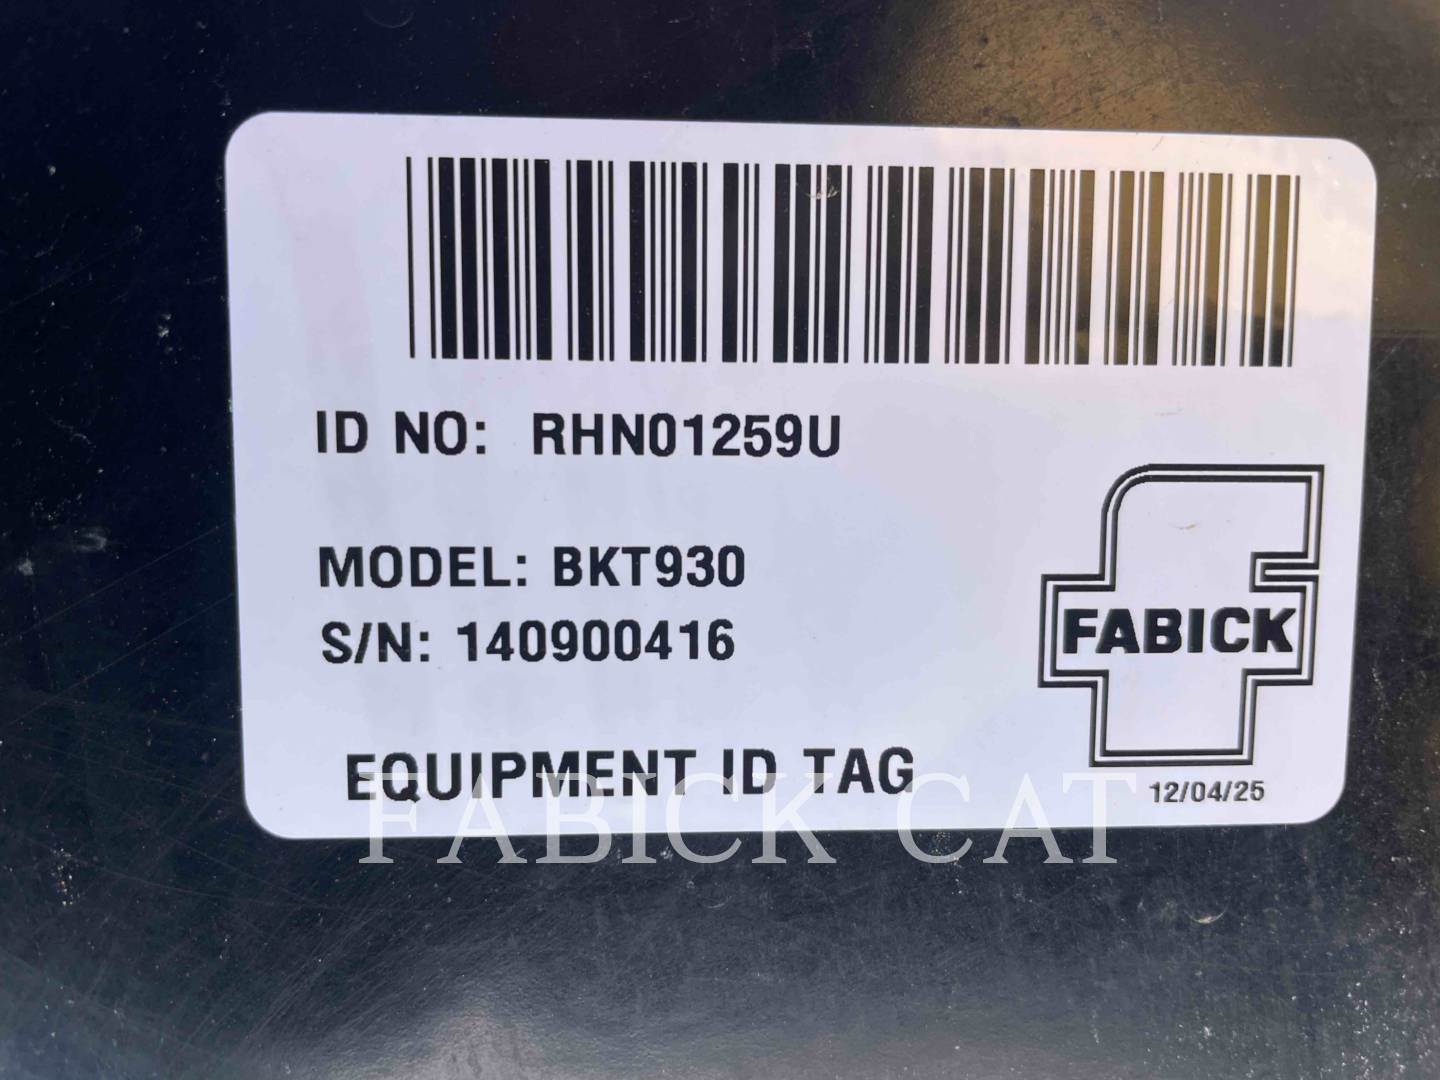 ID NO: RHN01259U
MODEL: BKT930
S/N: 140900416
FABICK
EQUIPMENT ID TAG
12/04/25
FABICK CAT